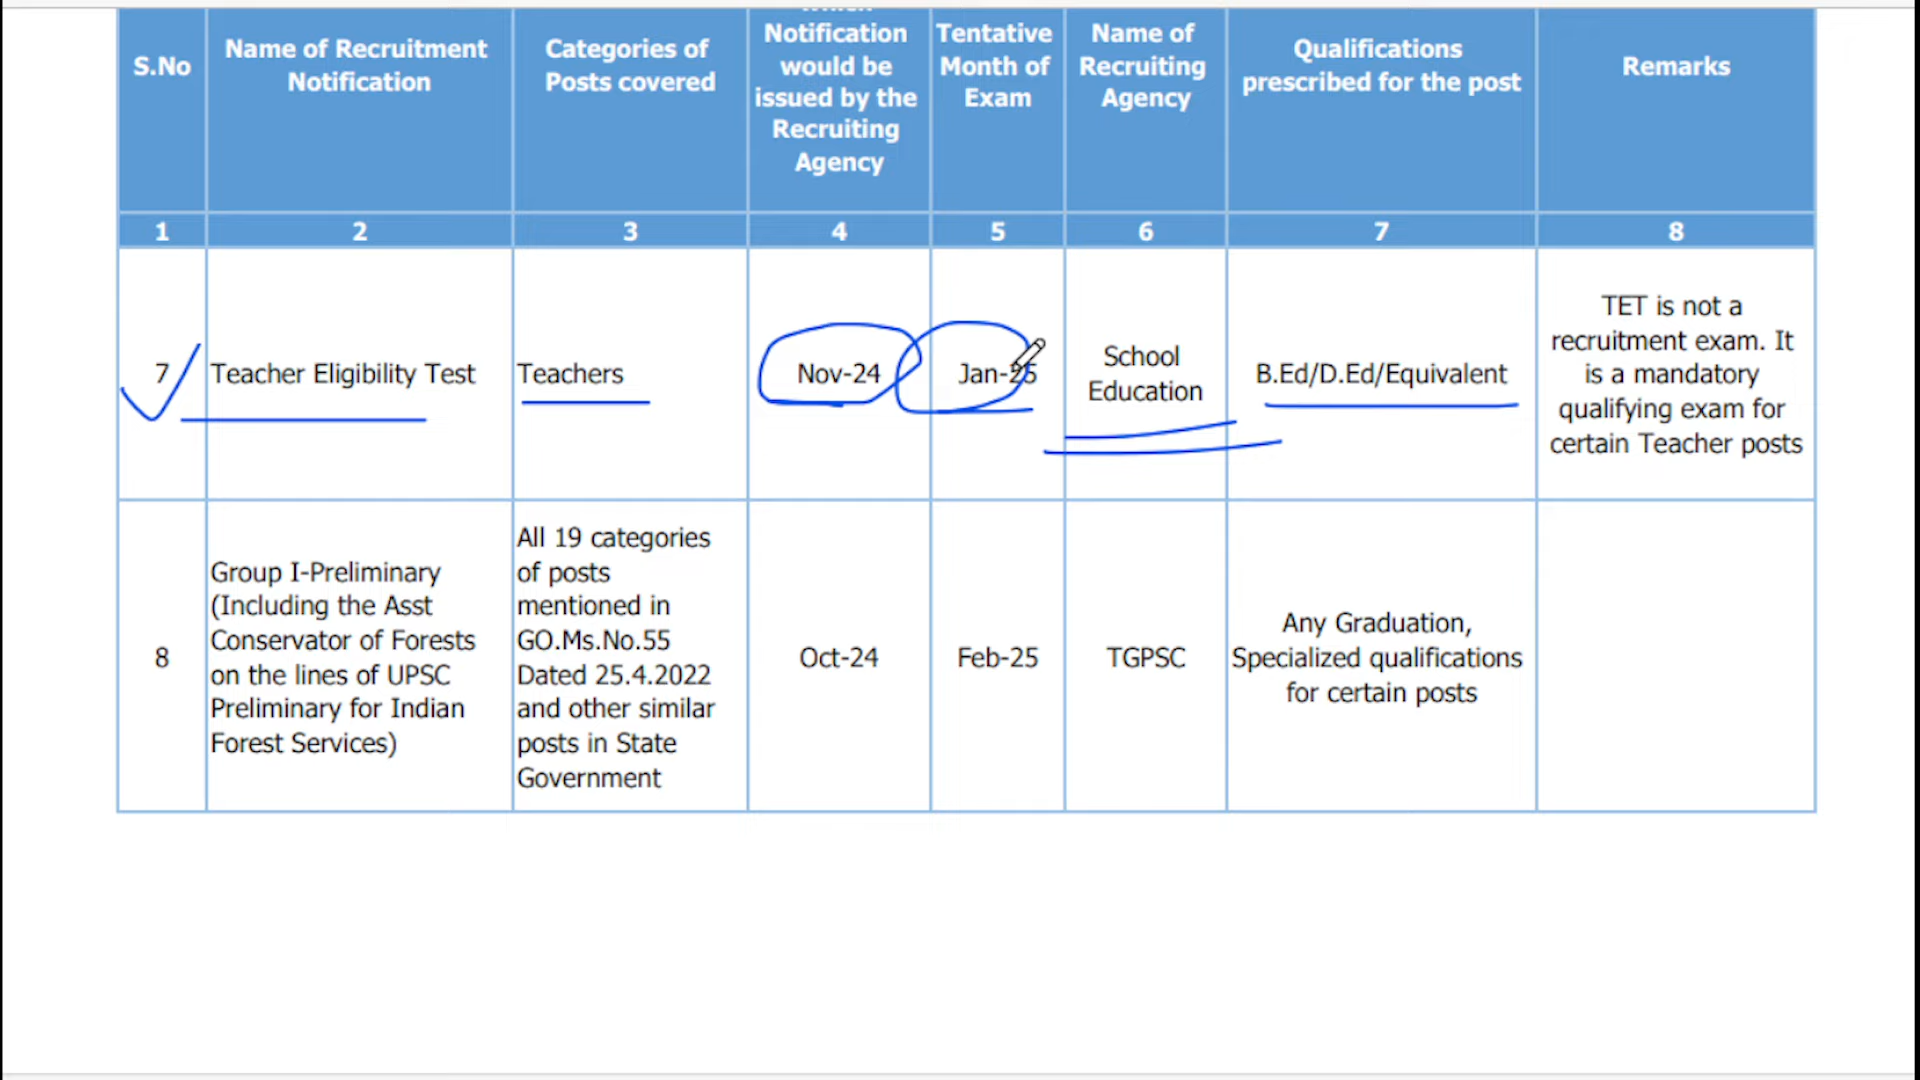 S.No
Name of Recruitment
Notification
Categories of
Posts covered
Notification
would be
issued by the
Recruiting
Agency
Tentative
Month of
Exam
Name of
Recruiting
Agency
Qualifications
prescribed for the post
Remarks
1
2
3
4
5
6
7
8
7
Teacher Eligibility Test
Teachers
Nov-24
Jan-25
School
Education
B.Ed/D.Ed/Equivalent
TET is not a
recruitment exam. It
is a mandatory
qualifying exam for
certain Teacher posts
8
Group I-Preliminary
(Including the Asst
Conservator of Forests
on the lines of UPSC
Preliminary for Indian
Forest Services)
All 19 categories
of posts
mentioned in
GO.Ms.No.55
Dated 25.4.2022
and other similar
posts in State
Government
Oct-24
Feb-25
TGPSC
Any Graduation,
Specialized qualifications
for certain posts